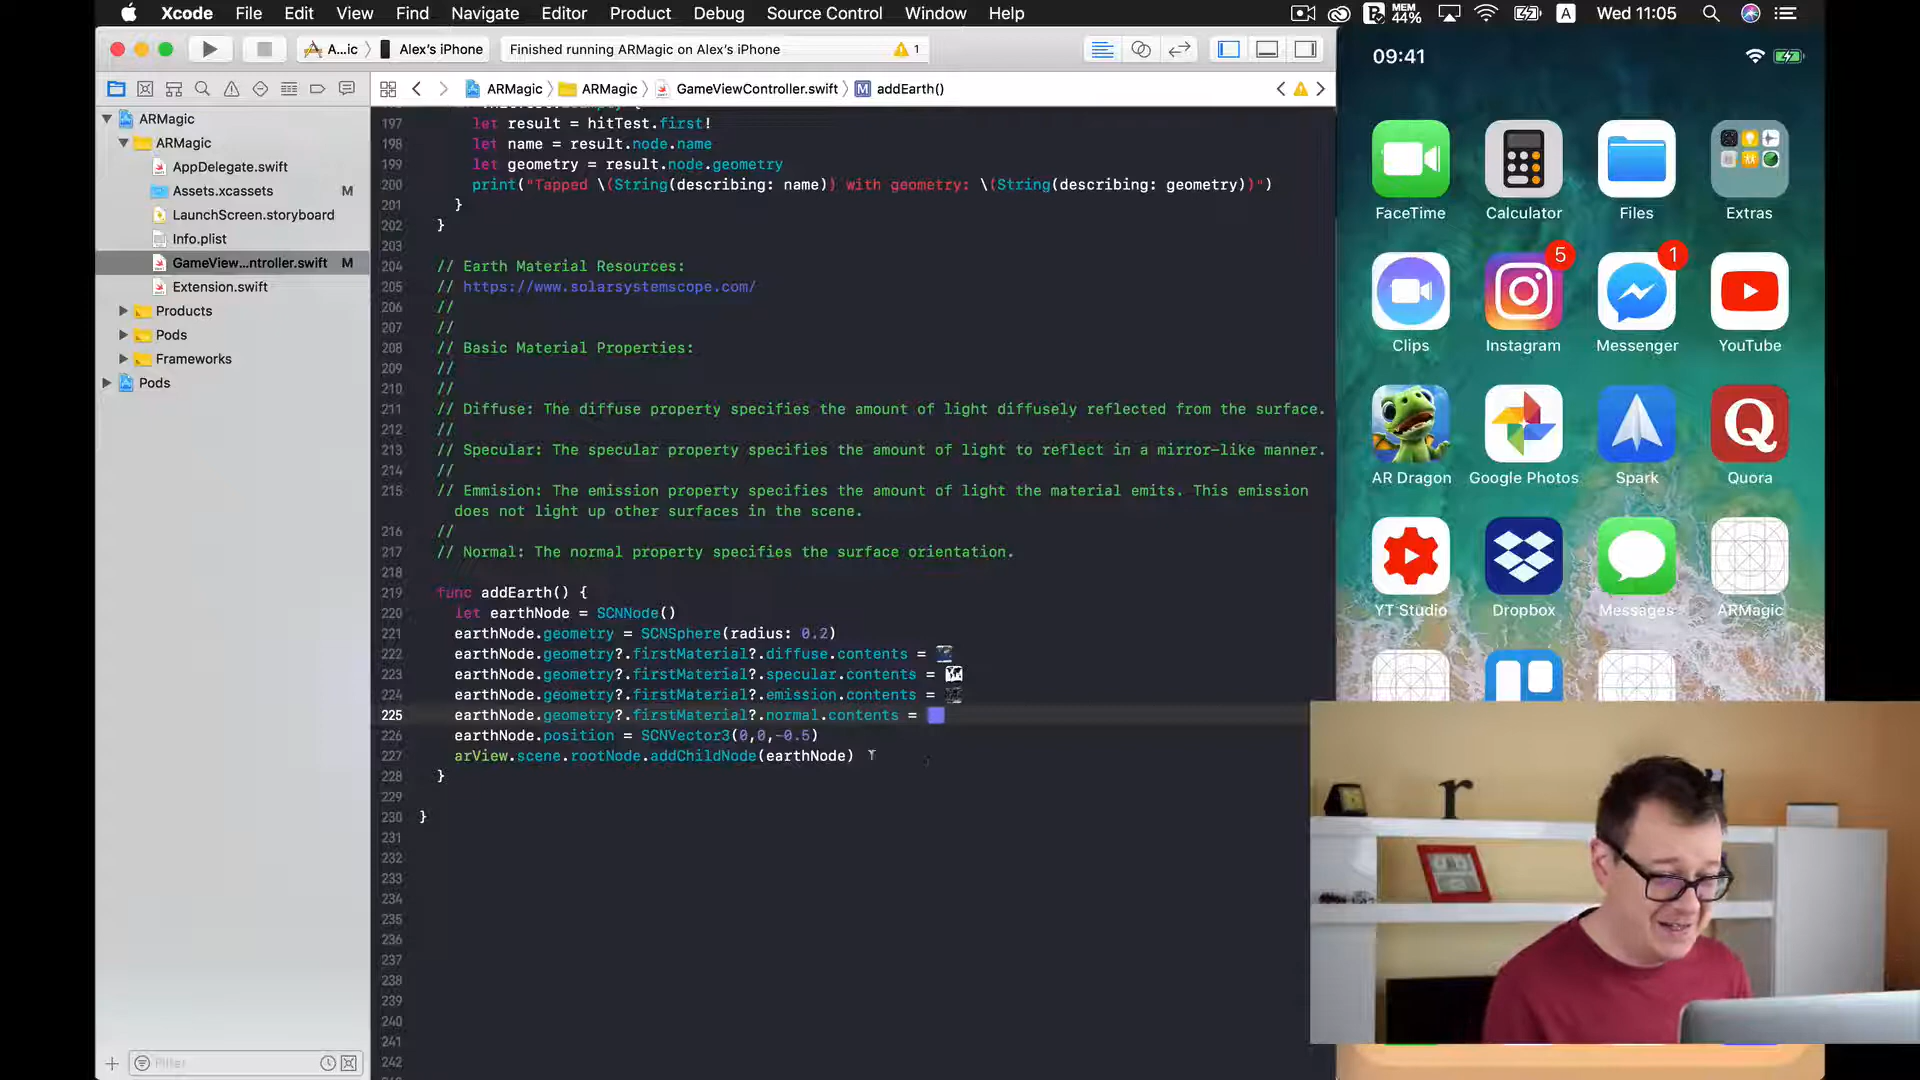 Xcode File Edit View Find Navigate Editor Product Debug Source Control Window Help
MEM 44% A Wed 11:05
A...ic Alex's iPhone Finished running ARMagic on Alex's iPhone 1
ARMagic ARMagic GameViewController.swift M addEarth()
ARMagic
ARMagic
AppDelegate.swift
Assets.xcassets M
LaunchScreen.storyboard
Info.plist
GameView...ntroller.swift M
Extension.swift
Products
Pods
Frameworks
Pods
Filter
197 let result = hitTest.first!
198 let name = result.node.name
199 let geometry = result.node.geometry
200 print("Tapped \(String(describing: name)) with geometry: \(String(describing: geometry))")
201 }
202 }
203
204 // Earth Material Resources:
205 // https://www.solarsystemscope.com/
206 //
207 //
208 // Basic Material Properties:
209 //
210 //
211 // Diffuse: The diffuse property specifies the amount of light diffusely reflected from the surface.
212 //
213 // Specular: The specular property specifies the amount of light to reflect in a mirror-like manner.
214 //
215 // Emmision: The emission property specifies the amount of light the material emits. This emission
does not light up other surfaces in the scene.
216 //
217 // Normal: The normal property specifies the surface orientation.
218
219 func addEarth() {
220 let earthNode = SCNNode()
221 earthNode.geometry = SCNSphere(radius: 0.2)
222 earthNode.geometry?.firstMaterial?.diffuse.contents =
223 earthNode.geometry?.firstMaterial?.specular.contents =
224 earthNode.geometry?.firstMaterial?.emission.contents =
225 earthNode.geometry?.firstMaterial?.normal.contents =
226 earthNode.position = SCNVector3(0,0,-0.5)
227 arView.scene.rootNode.addChildNode(earthNode)
228 }
229
230 }
231
232
233
234
235
236
237
238
239
240
241
242
09:41
FaceTime Calculator Files Extras
5 1
Clips Instagram Messenger YouTube
AR Dragon Google Photos Spark Quora
YT Studio Dropbox Messages ARMagic
r